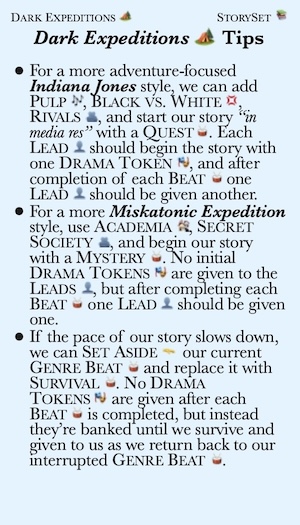 DARK EXPEDITIONS 🏕️ STORYSET
Dark Expeditions 🏕️ Tips
• For a more adventure-focused
Indiana Jones style, we can add
PULP, BLACK VS. WHITE 💢,
RIVALS, and start our story “in
media res” with a QUEST 🥁. Each
LEAD 👤 should begin the story with
one DRAMA TOKEN, and after
completion of each BEAT 🥁 one
LEAD 👤 should be given another.
• For a more Miskatonic Expedition
style, use ACADEMIA, SECRET
SOCIETY, and begin our story
with a MYSTERY 🥁. No initial
DRAMA TOKENS are given to the
LEADS 👤, but after completing each
BEAT 🥁 one LEAD 👤 should be given
one.
• If the pace of our story slows down,
we can SET ASIDE our current
GENRE BEAT 🥁 and replace it with
SURVIVAL 🥁. No DRAMA
TOKENS are given after each
BEAT 🥁 is completed, but instead
they’re banked until we survive and
given to us as we return back to our
interrupted GENRE BEAT 🥁.